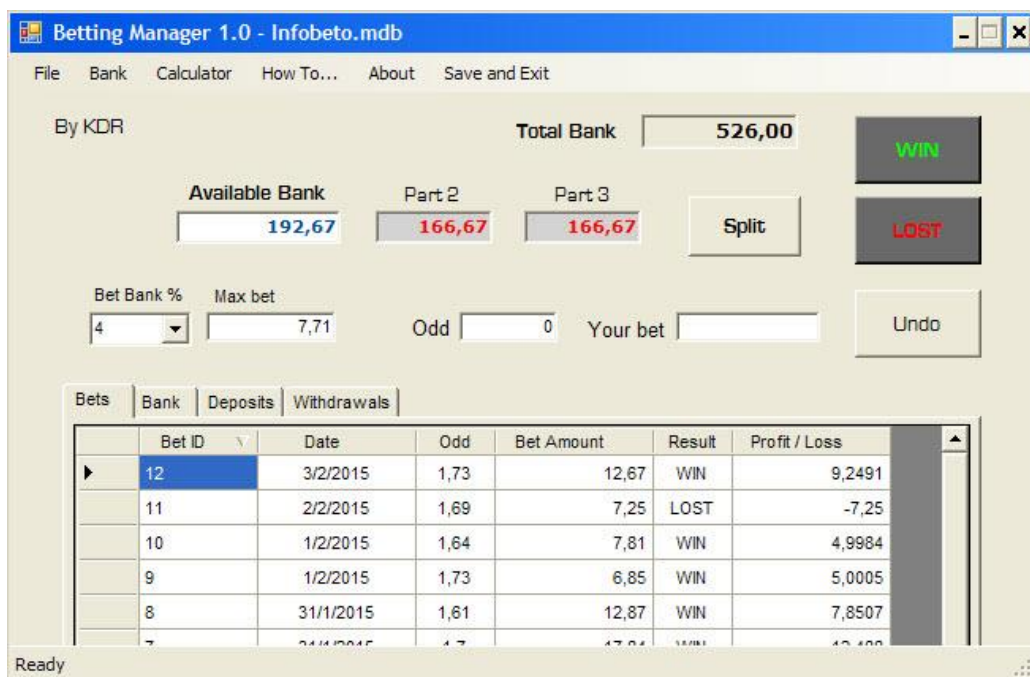 Betting Manager 1.0 - Infobeto.mdb
File Bank Calculator How To... About Save and Exit
By KDR
Total Bank 526,00
WIN
Available Bank Part 2 Part 3
192,67 166,67 166,67 Split
LOST
Bet Bank % Max bet
4 7,71 Odd 0 Your bet Undo
Bets Bank Deposits Withdrawals
Bet ID Date Odd Bet Amount Result Profit / Loss
12 3/2/2015 1,73 12,67 WIN 9,2491
11 2/2/2015 1,69 7,25 LOST -7,25
10 1/2/2015 1,64 7,81 WIN 4,9984
9 1/2/2015 1,73 6,85 WIN 5,0005
8 31/1/2015 1,61 12,87 WIN 7,8507
Ready